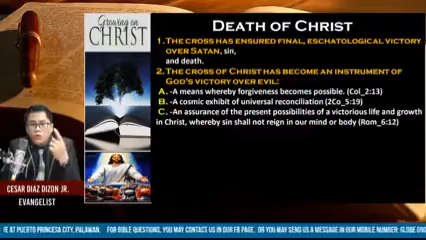 Growing on
CHRIST
DEATH OF CHRIST
1. THE CROSS HAS ENSURED FINAL, ESCHATOLOGICAL VICTORY
OVER SATAN, sin,
and death.
2. THE CROSS OF CHRIST HAS BECOME AN INSTRUMENT OF
GOD'S VICTORY OVER EVIL:
A. -A means whereby forgiveness becomes possible. (Col_2:13)
B. -A cosmic exhibit of universal reconciliation (2Co_5:19)
C. -An assurance of the present possibilities of a victorious life and growth
in Christ, whereby sin shall not reign in our mind or body (Rom_6:12)
CESAR DIAZ DIZON JR.
EVANGELIST
AT PUERTO PRINCESA CITY, PALAWAN. FOR BIBLE QUESTIONS, YOU MAY CONTACT US IN OUR FB PAGE. OR YOU MAY SEND US A MESSAGE IN OUR MOBILE NUMBER: GLOBE